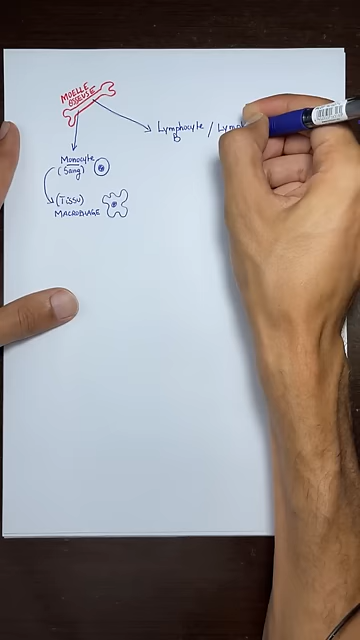 MOELLE
OSSEUSE
Lymphocyte /
B
Monocyte
(Sang)
(Tissu)
MACROPHAGE